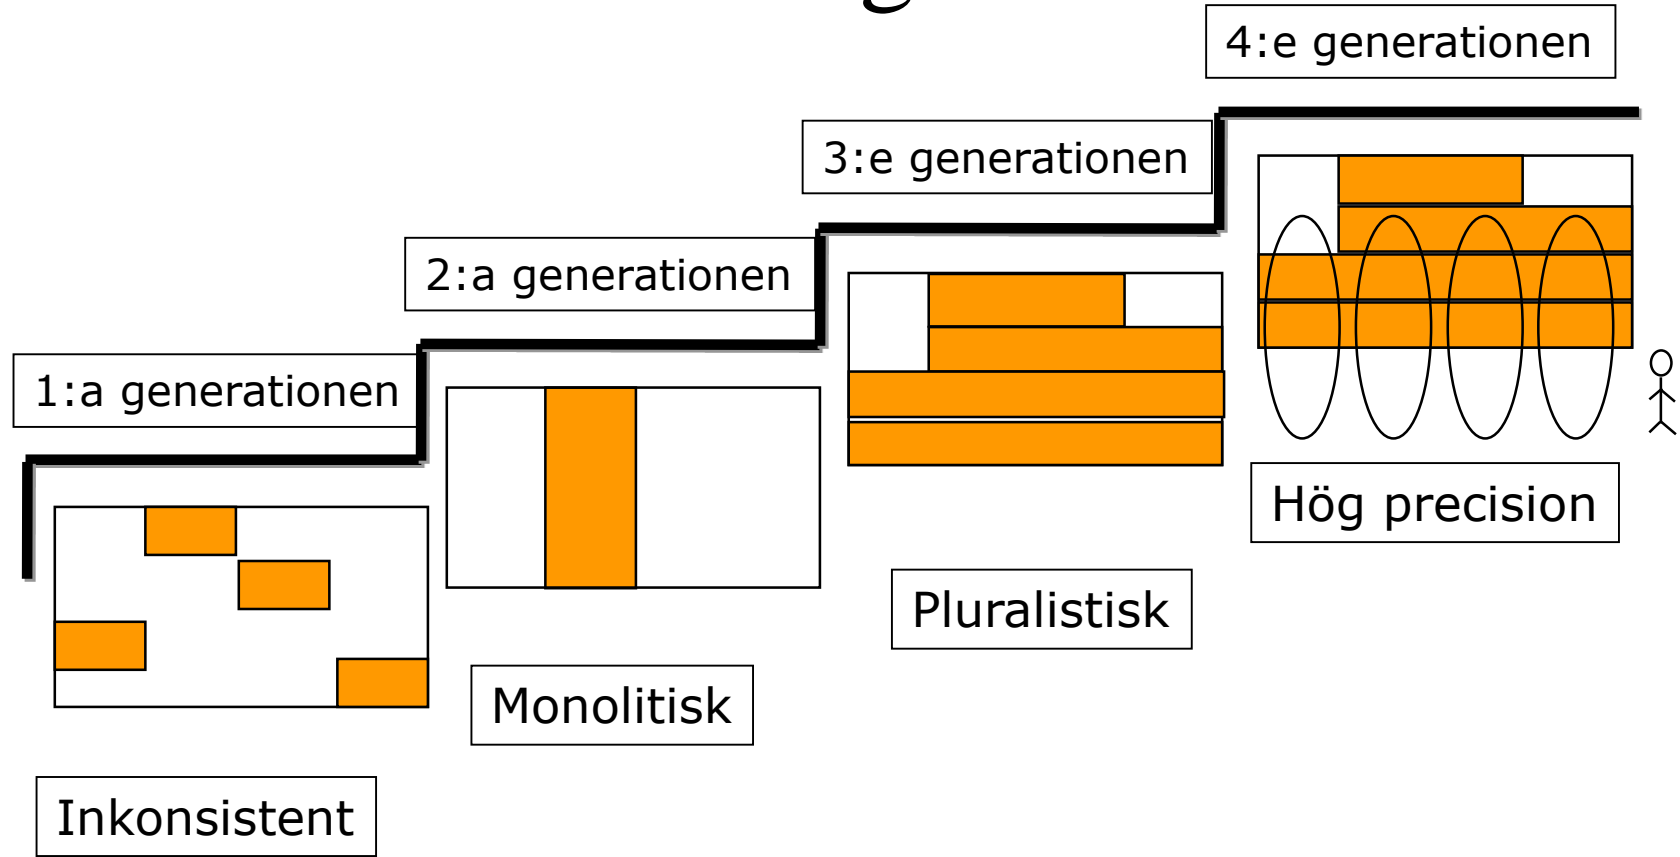 4:e generationen
3:e generationen
2:a generationen
1:a generationen
Hög precision
Pluralistisk
Monolitisk
Inkonsistent